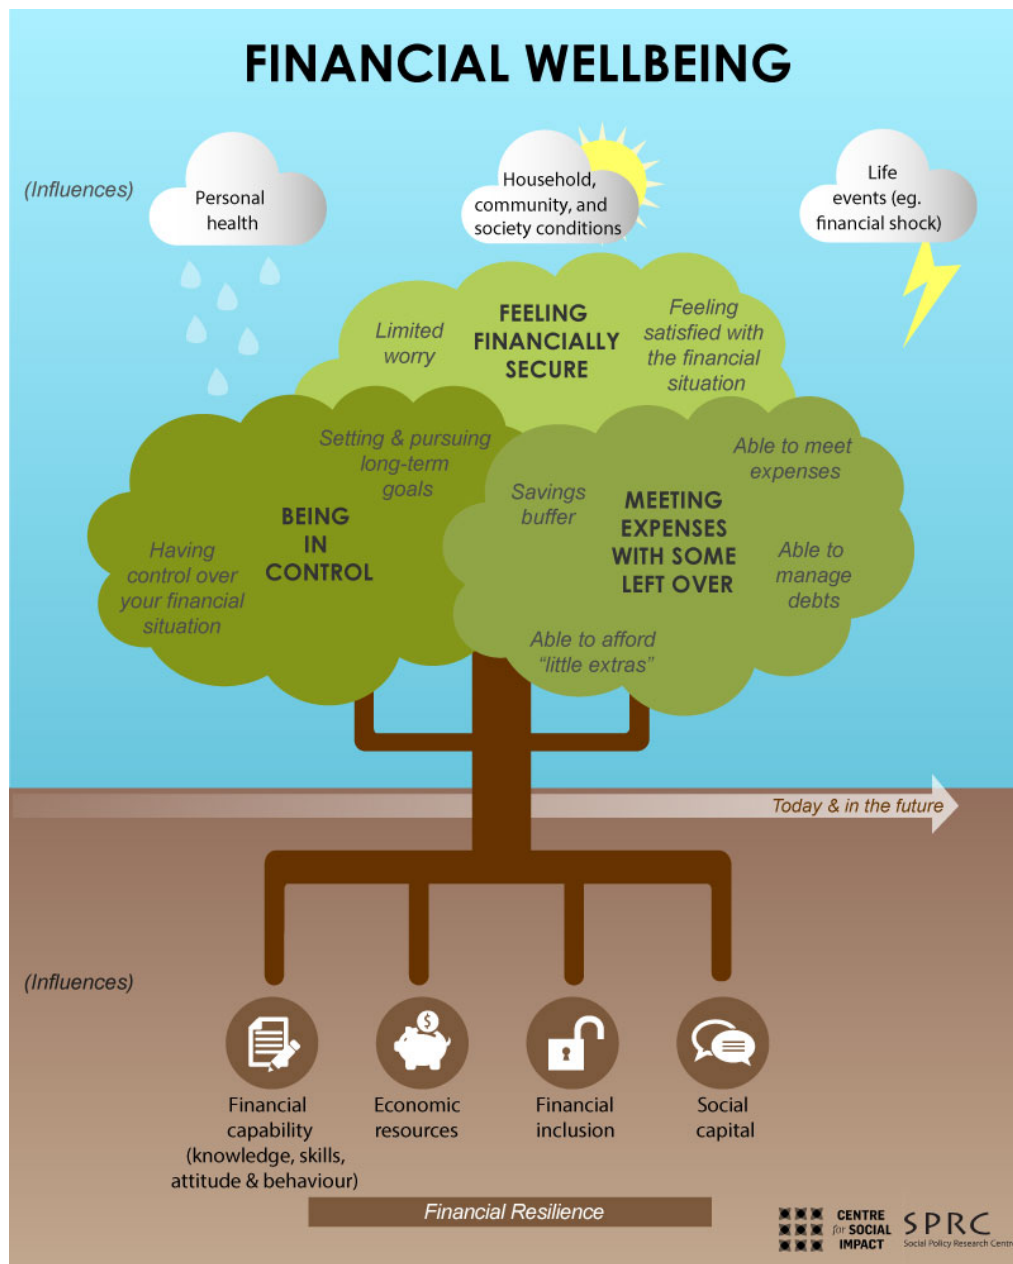 FINANCIAL WELLBEING
(Influences)
Personal
health
Household,
community, and
society conditions
Life
events (eg.
financial shock)
Limited
worry
FEELING
FINANCIALLY
SECURE
Feeling
satisfied with
the financial
situation
Setting & pursuing
long-term
goals
BEING
IN
CONTROL
Having
control over
your financial
situation
Savings
buffer
MEETING
EXPENSES
WITH SOME
LEFT OVER
Able to meet
expenses
Able to
manage
debts
Able to afford
“little extras”
Today & in the future
(Influences)
$
Financial
capability
(knowledge, skills,
attitude & behaviour)
Economic
resources
Financial
inclusion
Social
capital
Financial Resilience
CENTRE
for SOCIAL
IMPACT
SPRC
Social Policy Research Centre